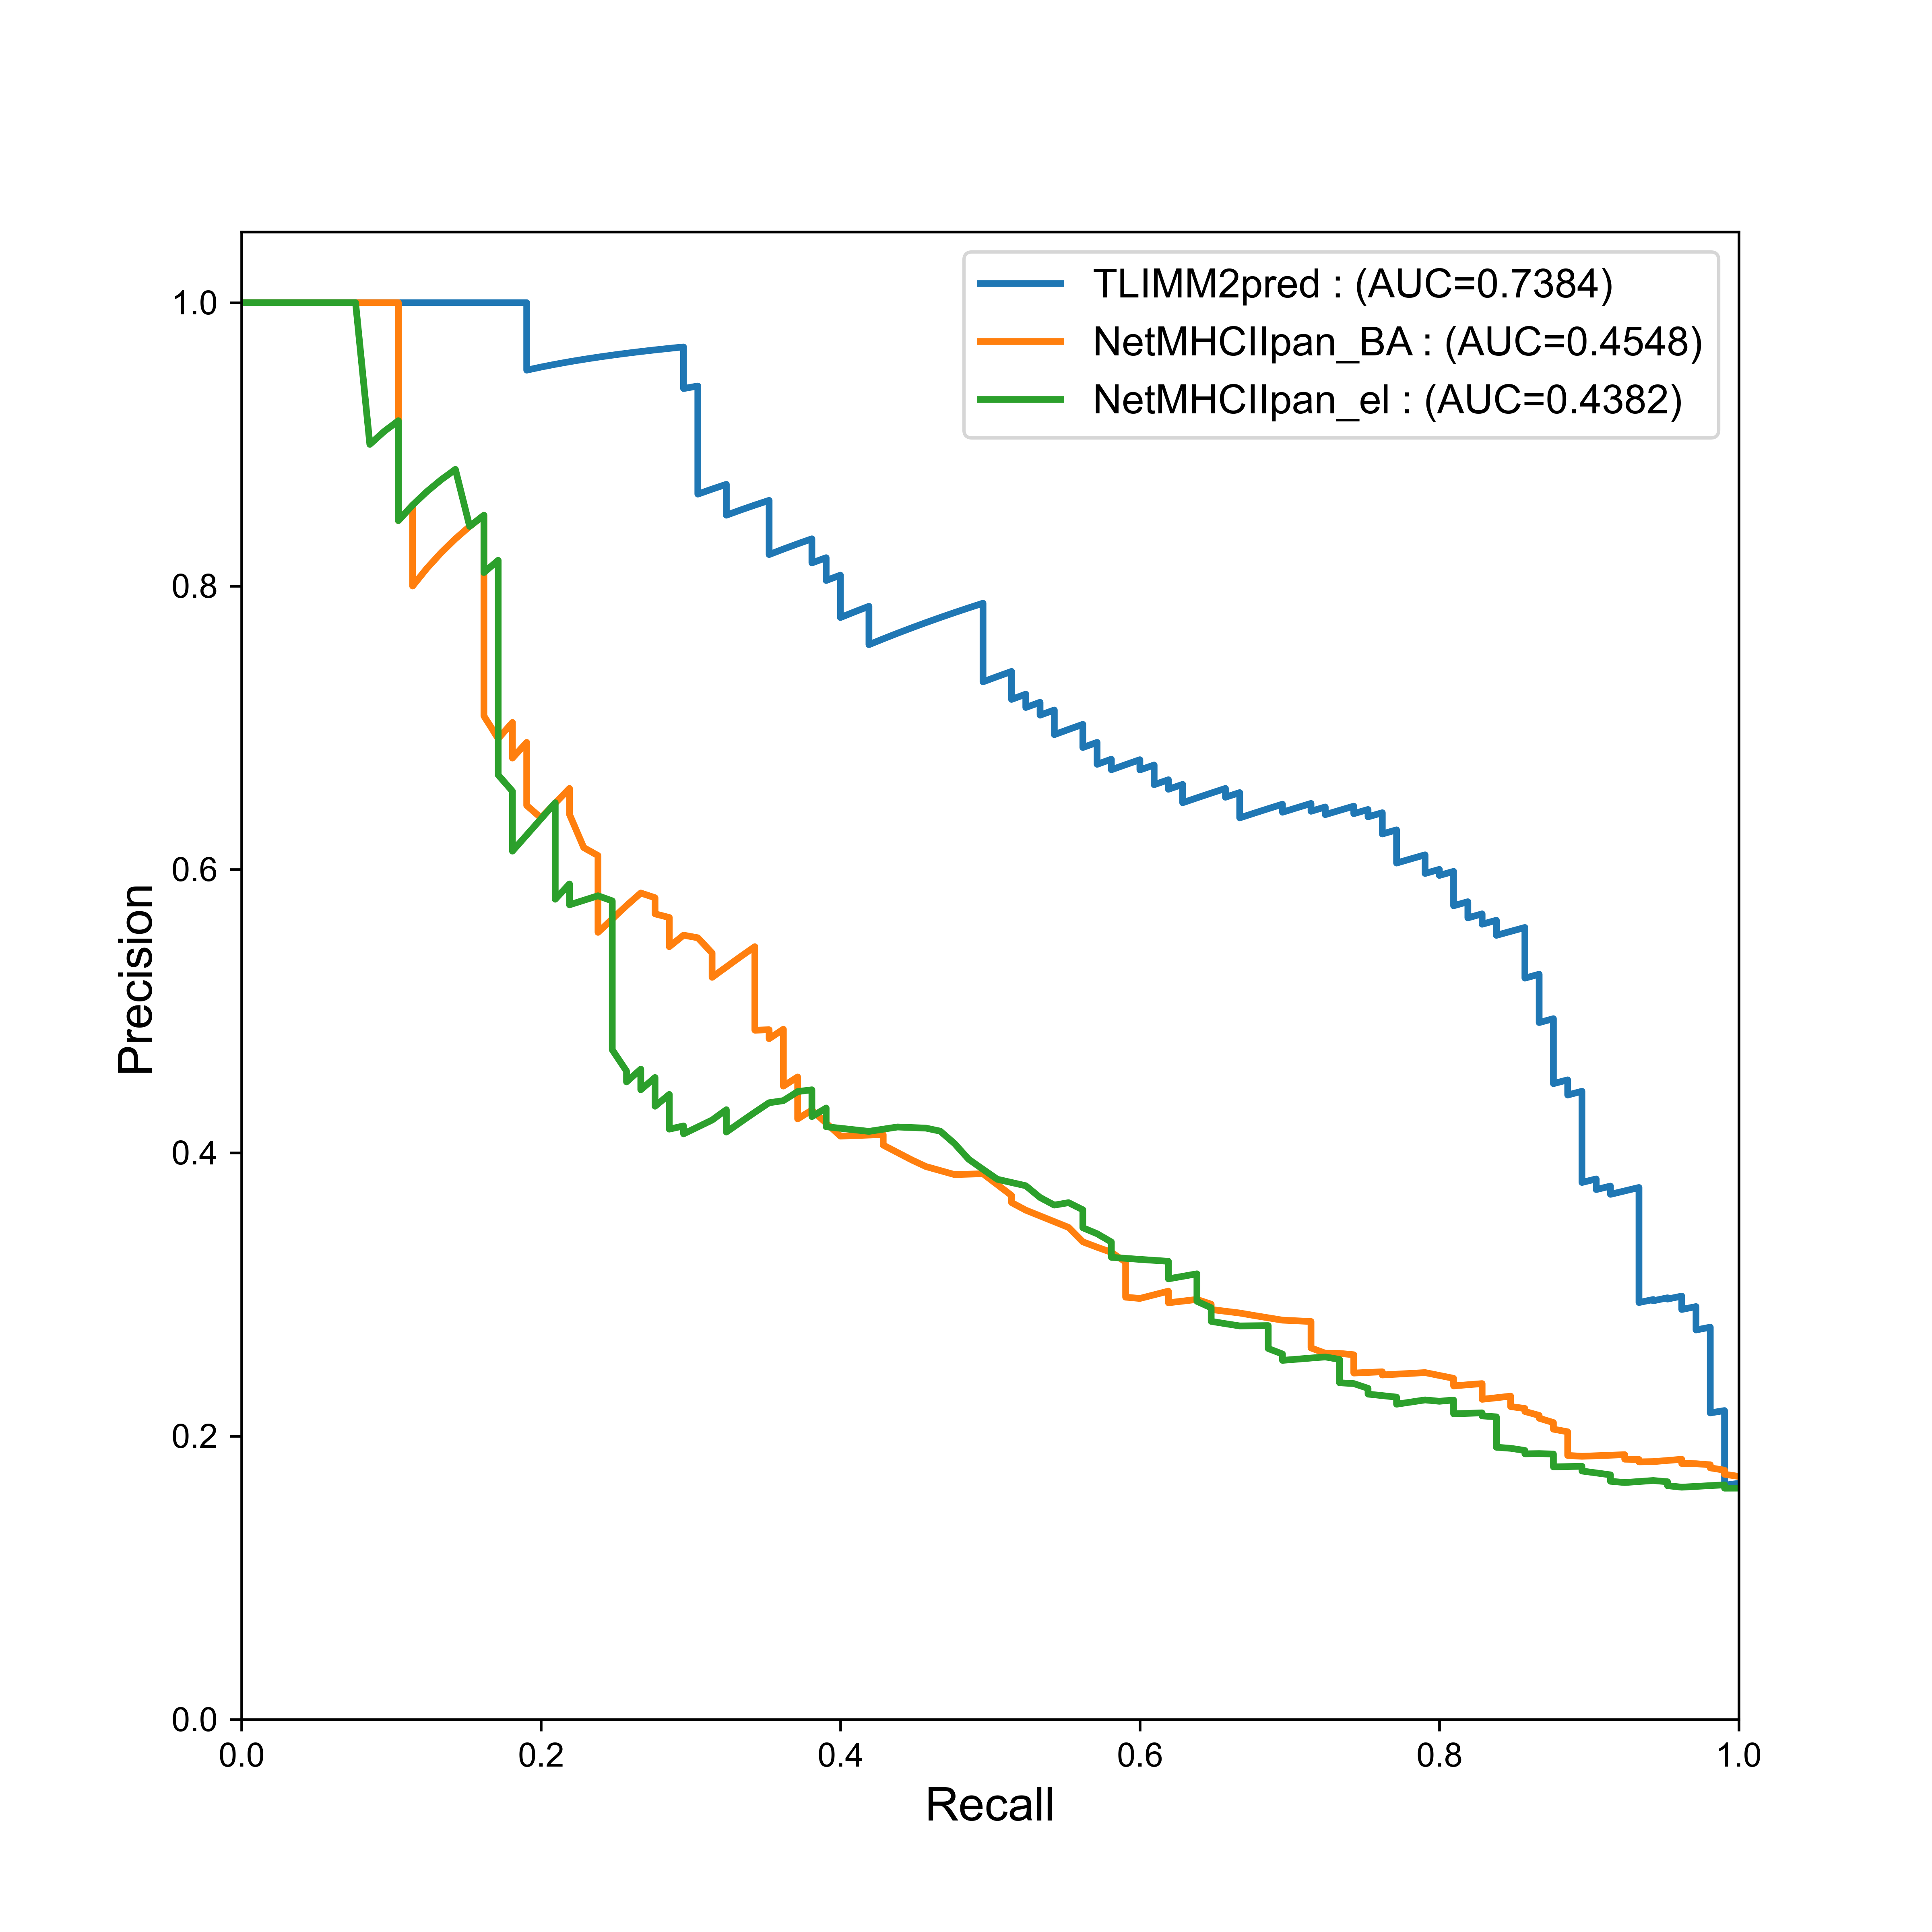 TLIMM2pred : (AUC=0.7384)
NetMHCIIpan_BA : (AUC=0.4548)
NetMHCIIpan_el : (AUC=0.4382)
1.0
0.8
0.6
0.4
0.2
0.0
Precision
0.0 0.2 0.4 0.6 0.8 1.0
Recall